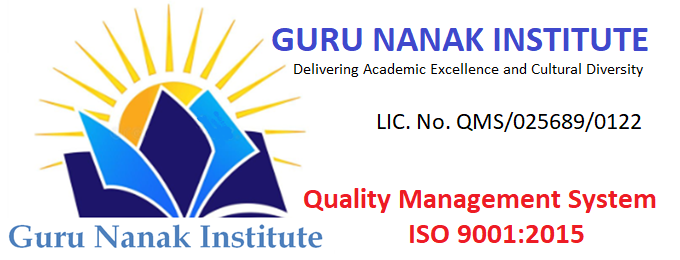 GURU NANAK INSTITUTE
Delivering Academic Excellence and Cultural Diversity
LIC. No. QMS/025689/0122
Quality Management System
ISO 9001:2015
Guru Nanak Institute